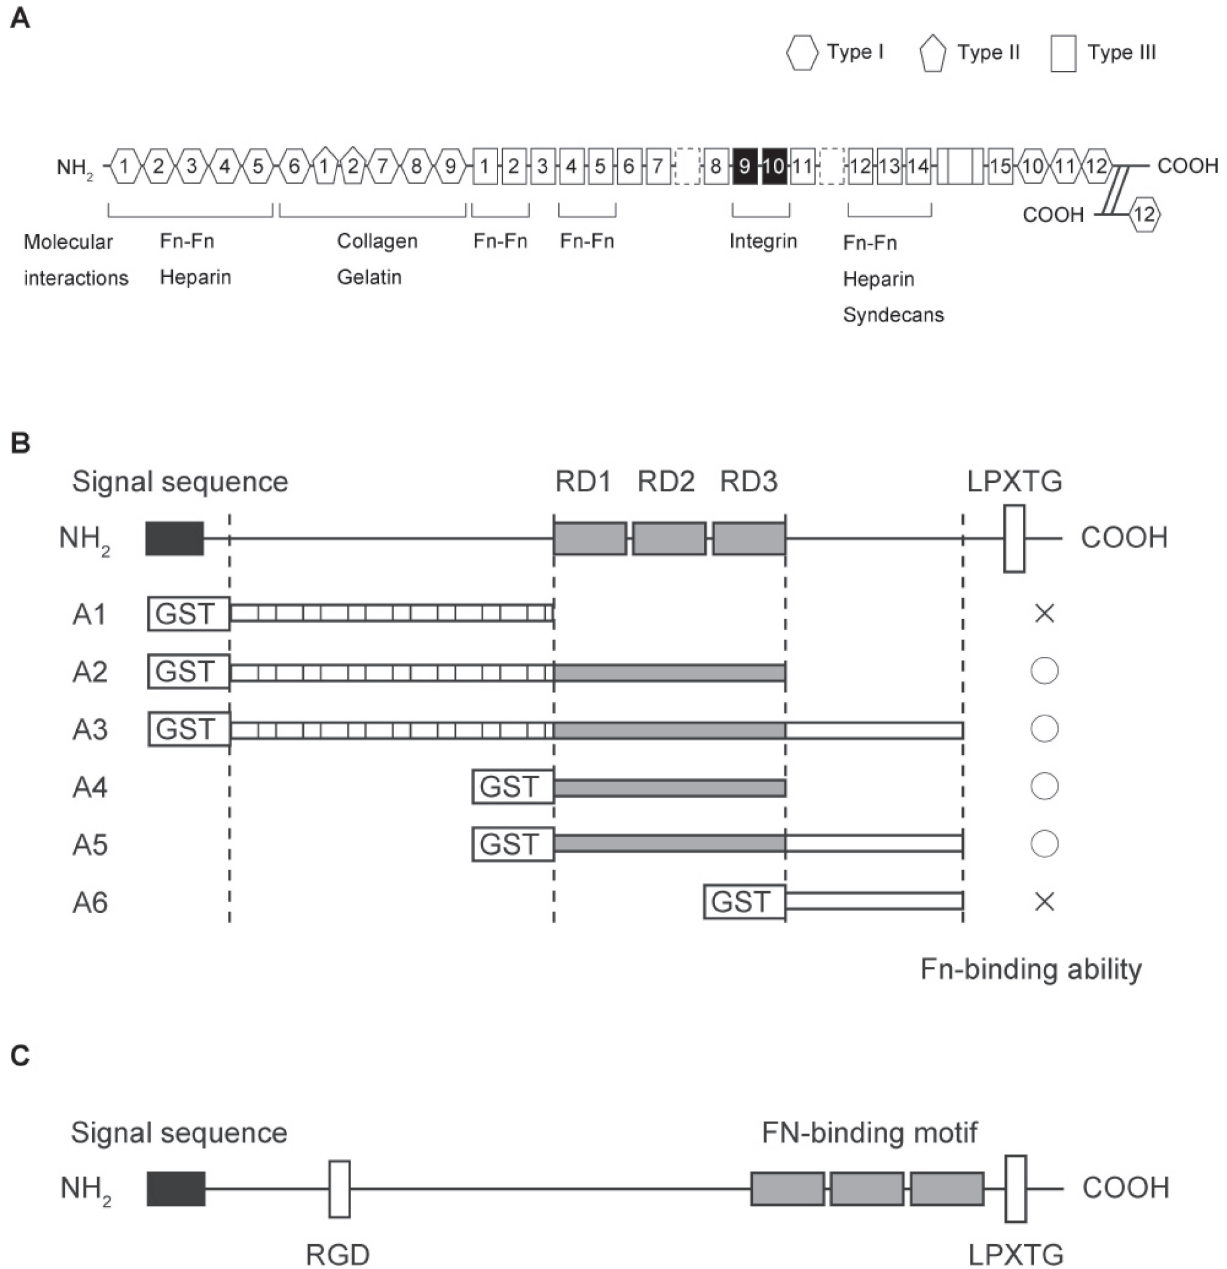 A
Type I Type II Type III
NH2 1 2 3 4 5 6 1 2 7 8 9 1 2 3 4 5 6 7 8 9 10 11 12 13 14 15 10 11 12 COOH
COOH 12
Molecular Fn-Fn Collagen Fn-Fn Fn-Fn Integrin Fn-Fn
interactions Heparin Gelatin Heparin
Syndecans
B
Signal sequence RD1 RD2 RD3 LPXTG
NH2 COOH
A1 GST ×
A2 GST ○
A3 GST ○
A4 GST ○
A5 GST ○
A6 GST ×
Fn-binding ability
C
Signal sequence FN-binding motif
NH2 COOH
RGD LPXTG